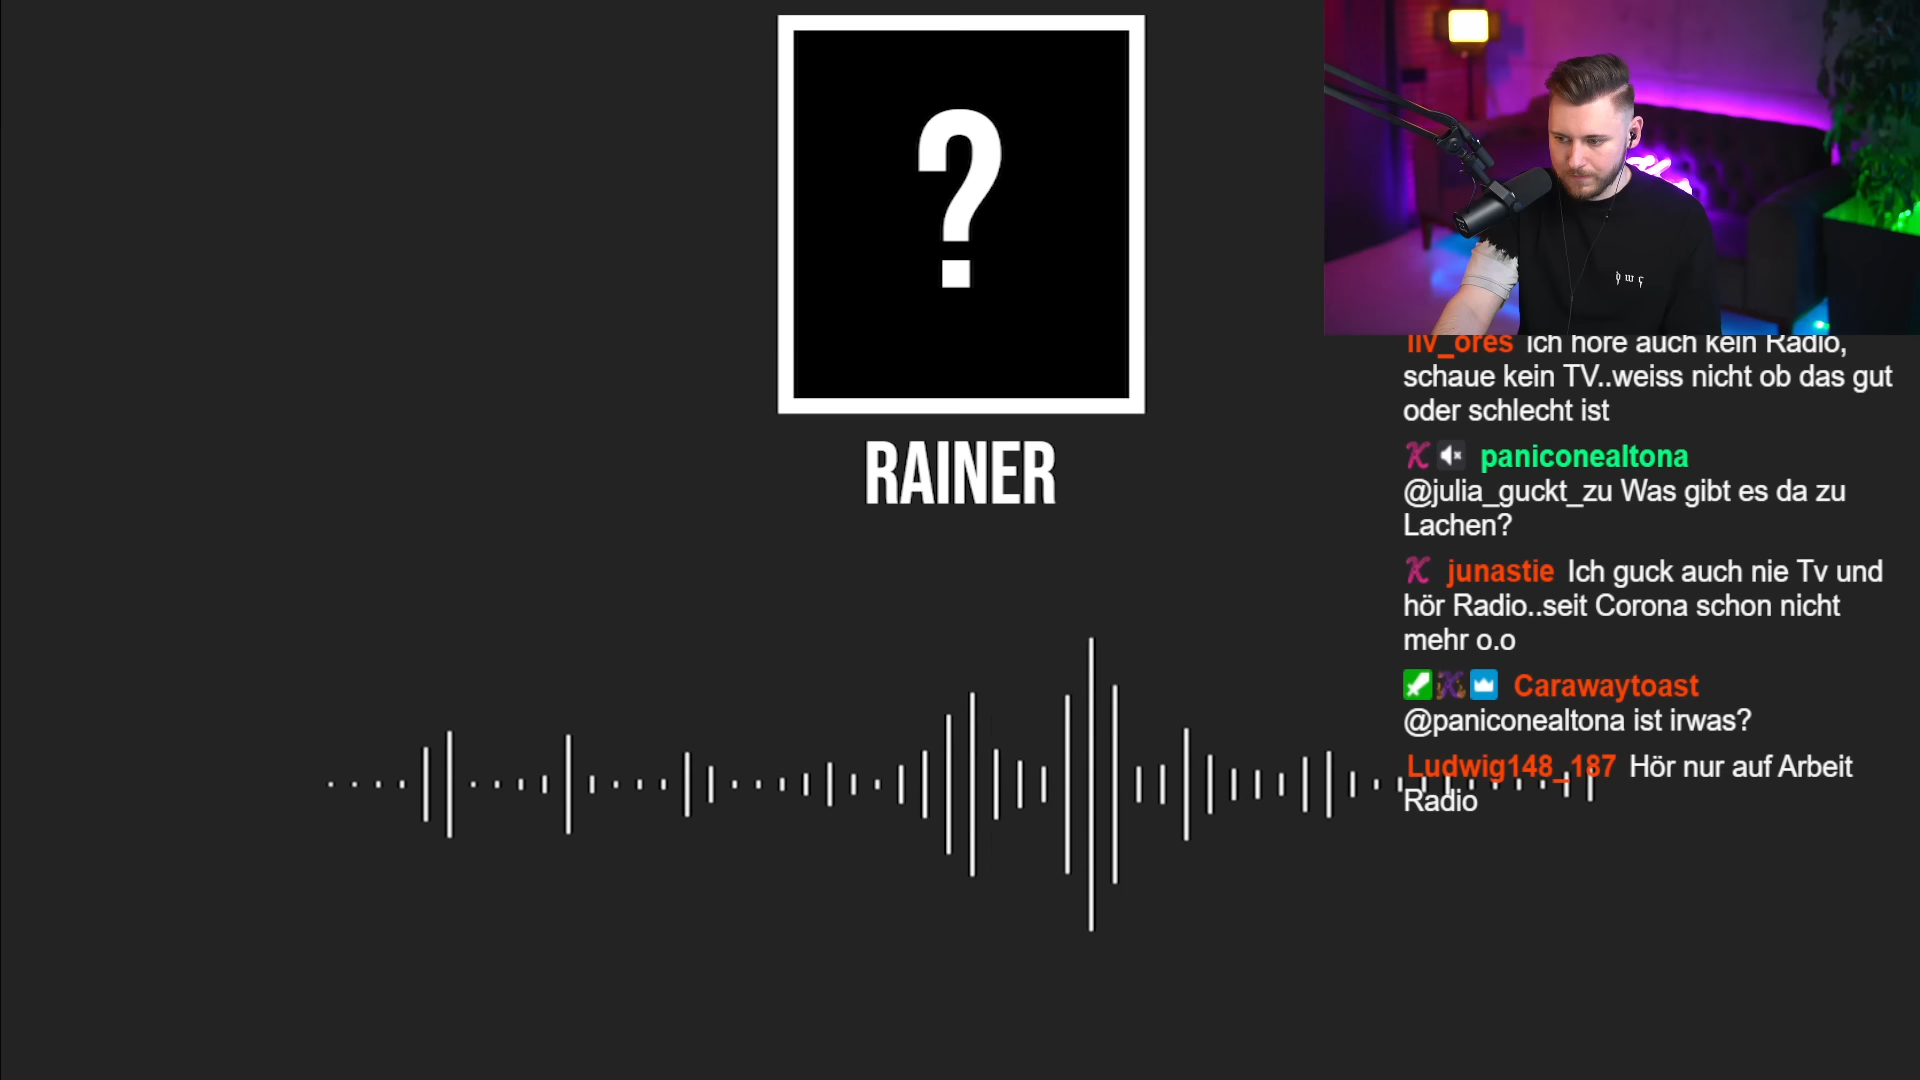 ?
RAINER
liv_ores ich höre auch kein Radio,
schaue kein TV..weiss nicht ob das gut
oder schlecht ist
paniconealtona
@julia_guckt_zu Was gibt es da zu
Lachen?
junastie Ich guck auch nie Tv und
hör Radio..seit Corona schon nicht
mehr o.o
Carawaytoast
@paniconealtona ist irwas?
Ludwig148_187 Hör nur auf Arbeit
Radio